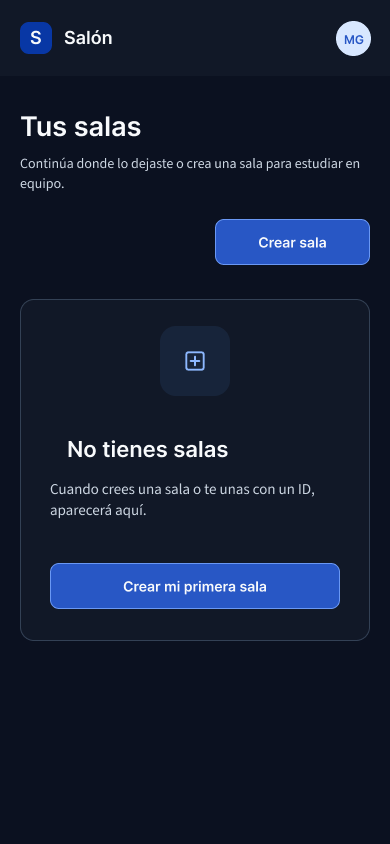 S Salón MG
Tus salas
Continúa donde lo dejaste o crea una sala para estudiar en
equipo.
Crear sala
No tienes salas
Cuando crees una sala o te unas con un ID,
aparecerá aquí.
Crear mi primera sala